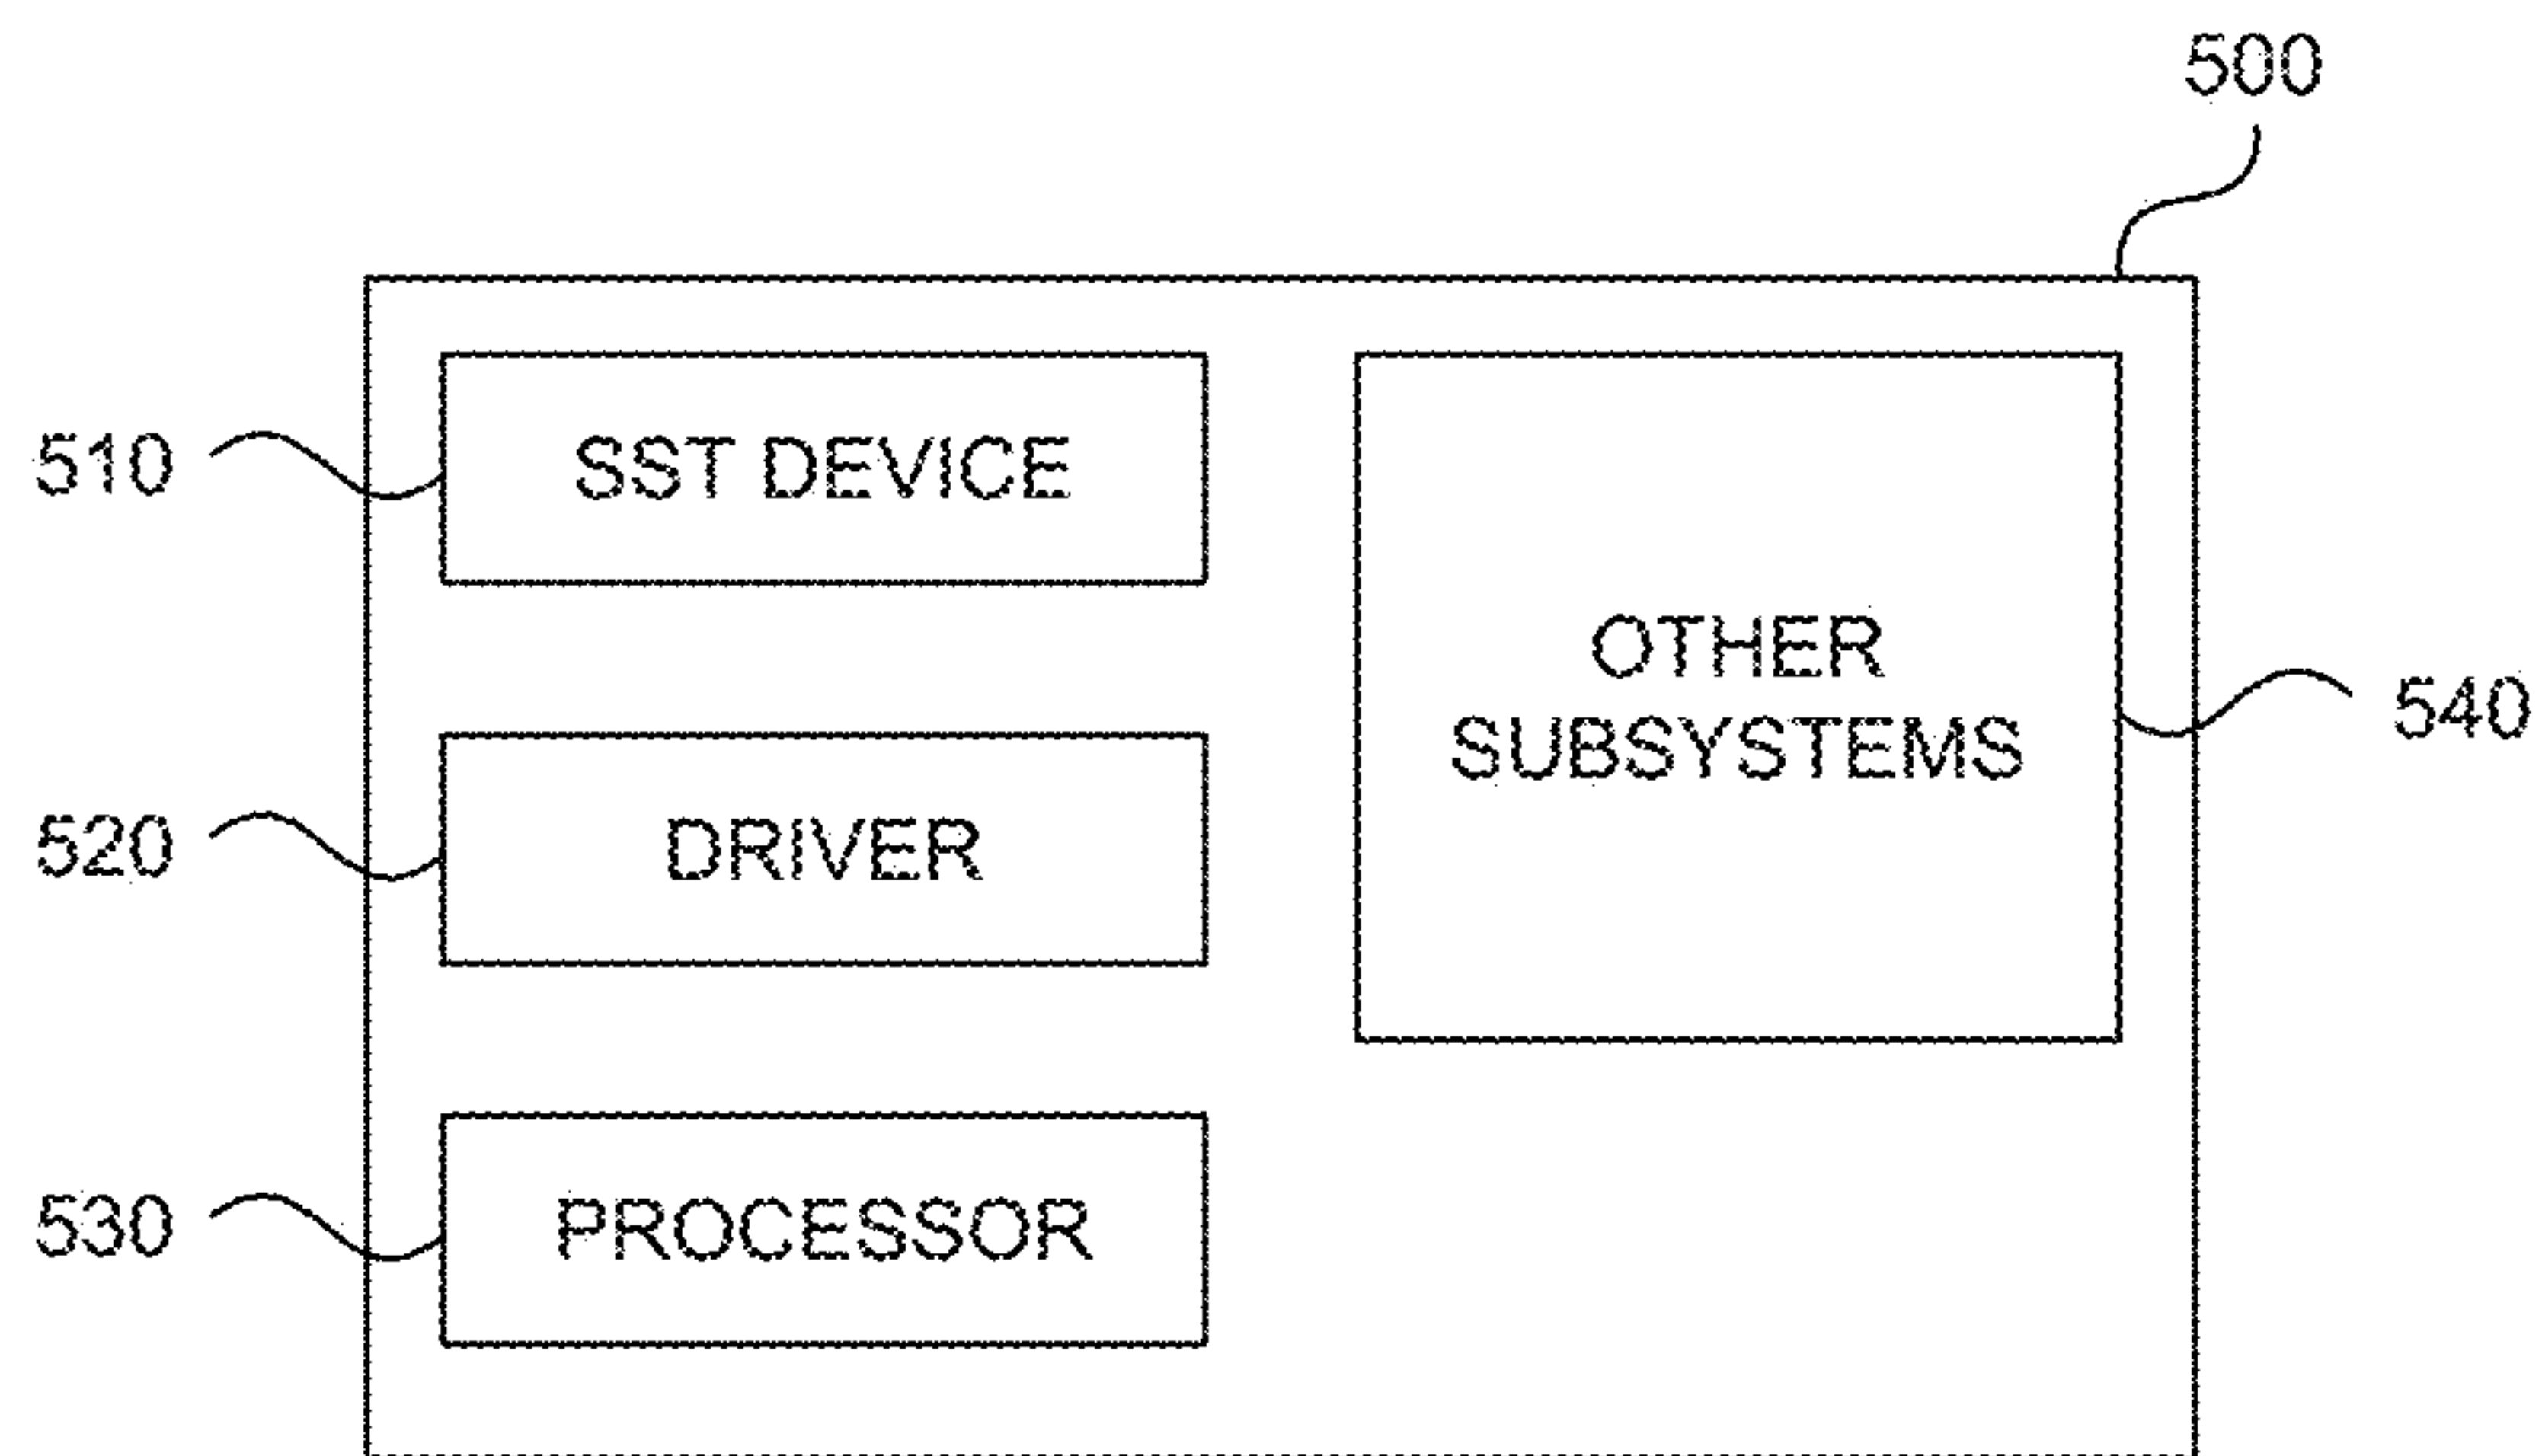 500
510
SST DEVICE
OTHER
SUBSYSTEMS
540
520
DRIVER
530
PROCESSOR